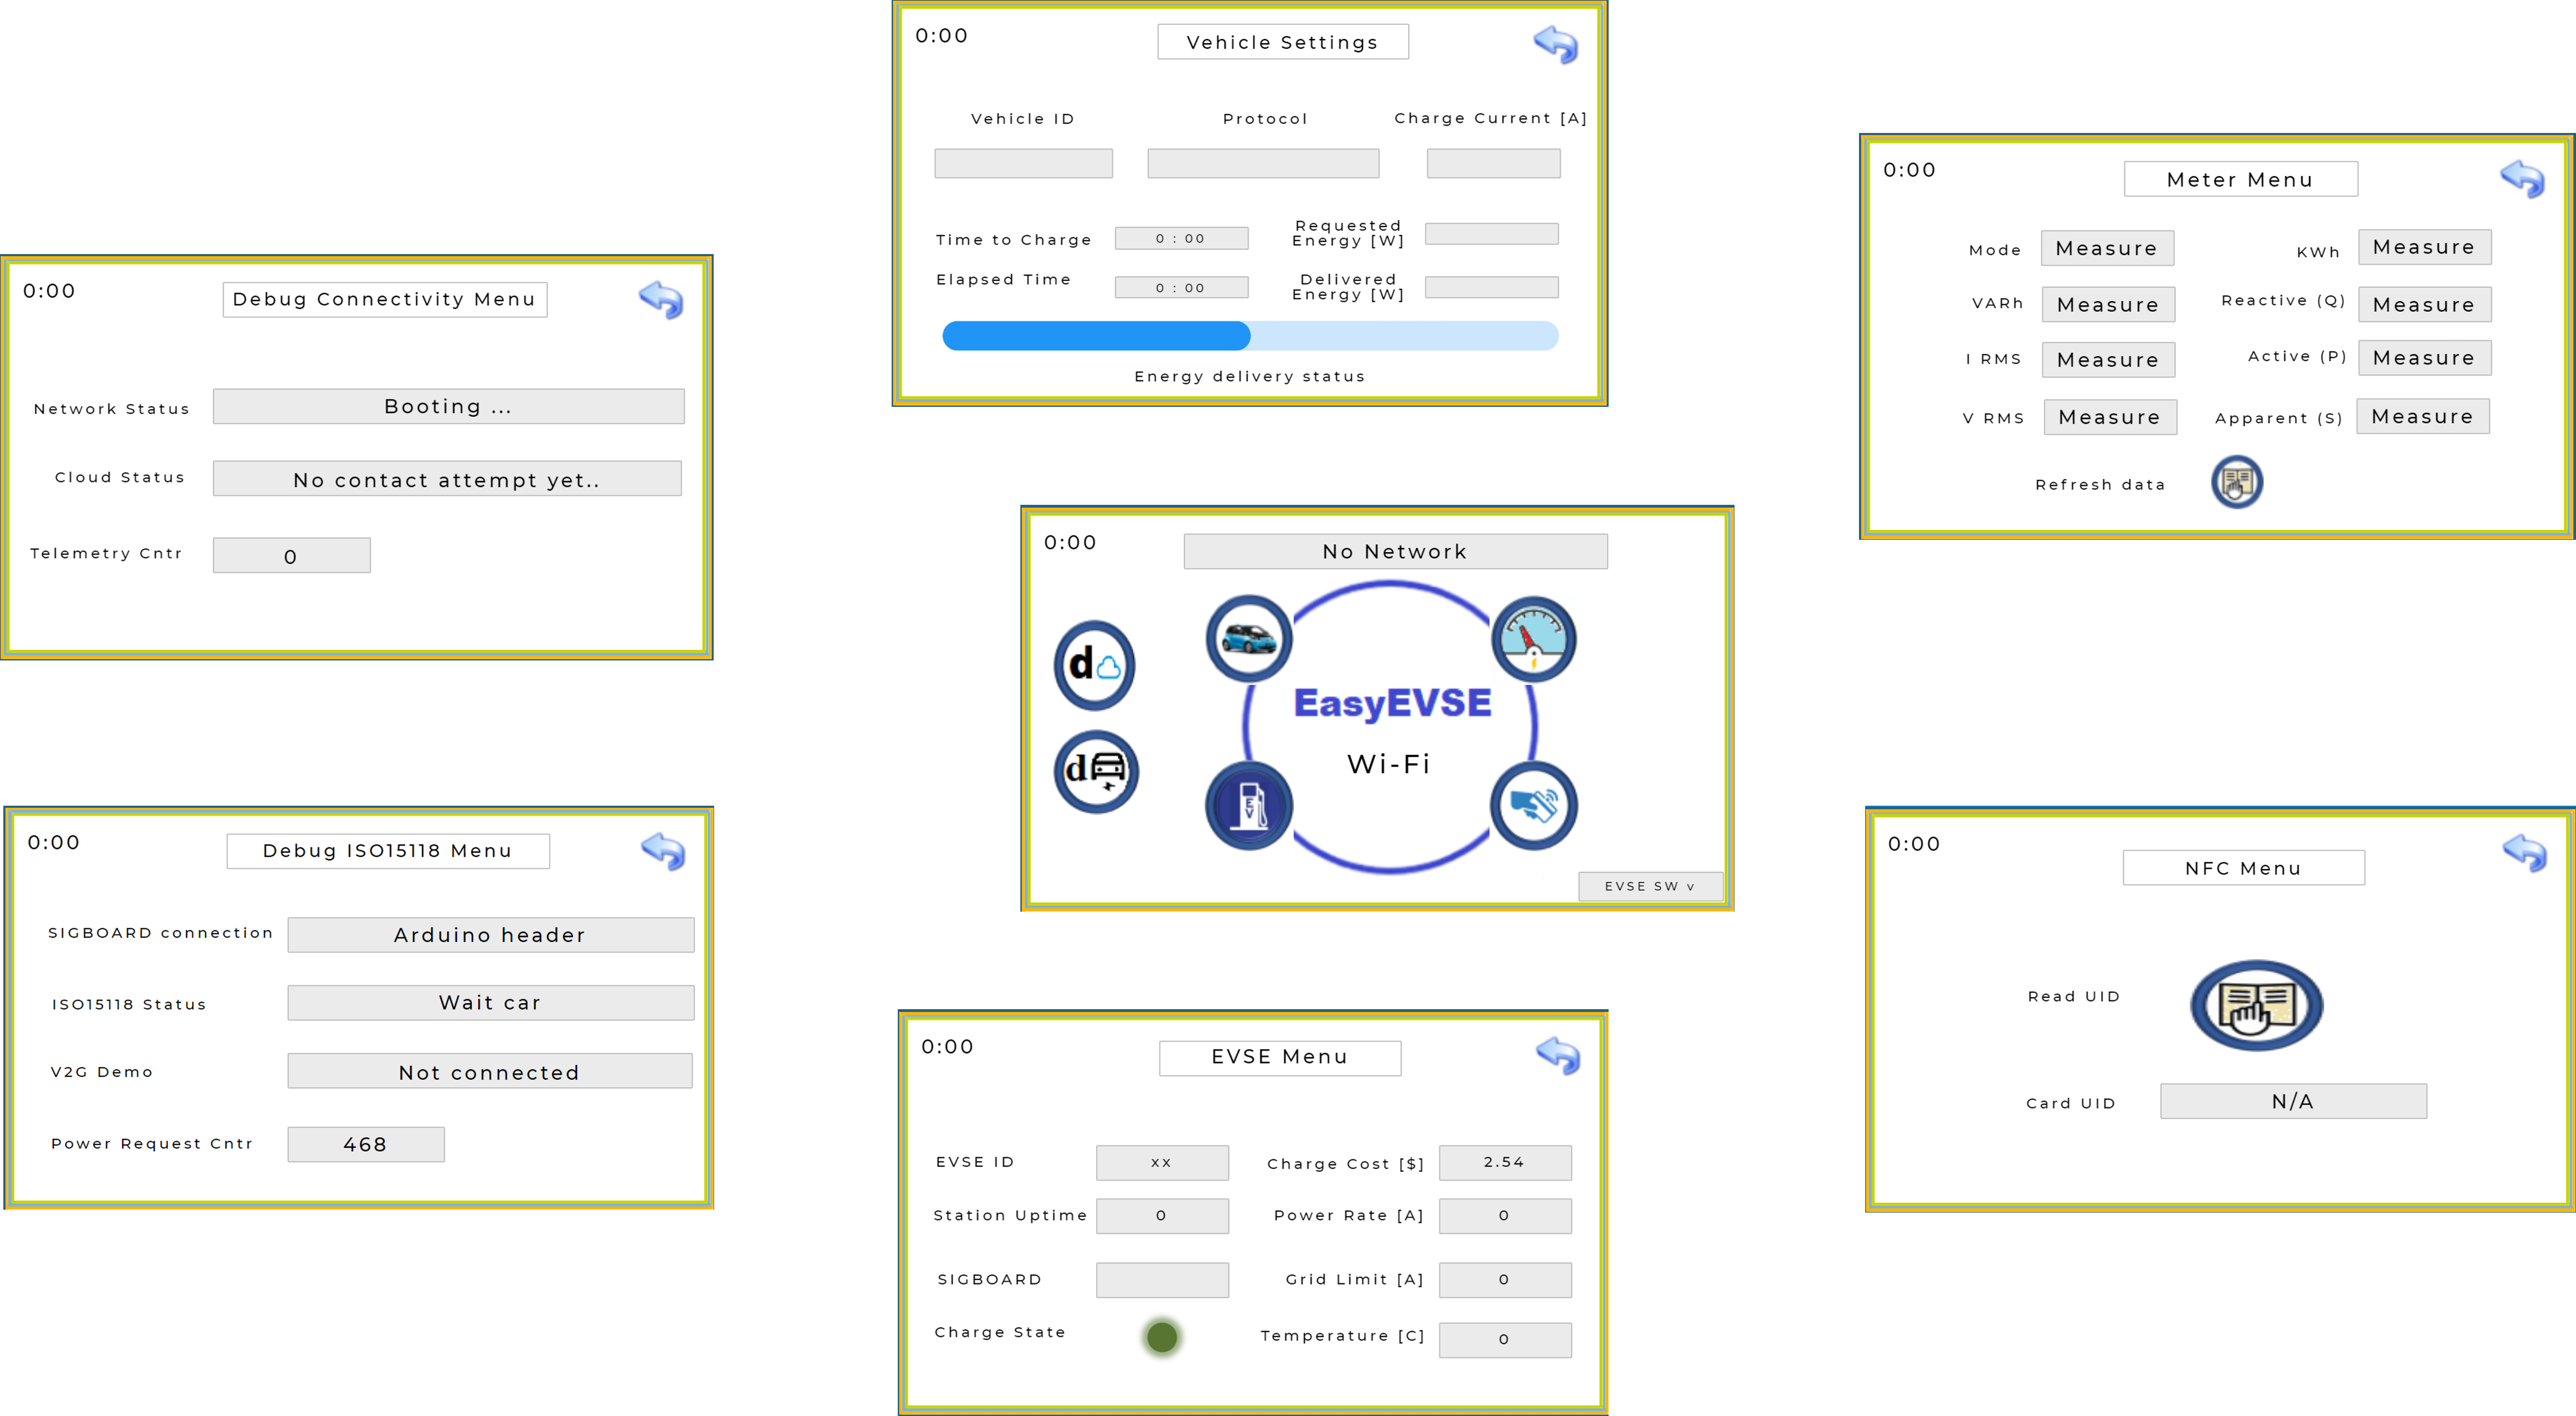 0:00
Vehicle Settings
Vehicle ID
Protocol
Charge Current [A]
Time to Charge
0 : 00
Requested
Energy [W]
Elapsed Time
0 : 00
Delivered
Energy [W]
Energy delivery status
0:00
Meter Menu
Mode
Measure
KWh
Measure
VARh
Measure
Reactive (Q)
Measure
I RMS
Measure
Active (P)
Measure
V RMS
Measure
Apparent (S)
Measure
Refresh data
0:00
Debug Connectivity Menu
Network Status
Booting ...
Cloud Status
No contact attempt yet..
Telemetry Cntr
0
0:00
No Network
d
d
EasyEVSE
Wi-Fi
EV
EVSE SW v
0:00
Debug ISO15118 Menu
SIGBOARD connection
Arduino header
ISO15118 Status
Wait car
V2G Demo
Not connected
Power Request Cntr
468
0:00
NFC Menu
Read UID
Card UID
N/A
0:00
EVSE Menu
EVSE ID
xx
Charge Cost [$]
2.54
Station Uptime
0
Power Rate [A]
0
SIGBOARD
Grid Limit [A]
0
Charge State
Temperature [C]
0